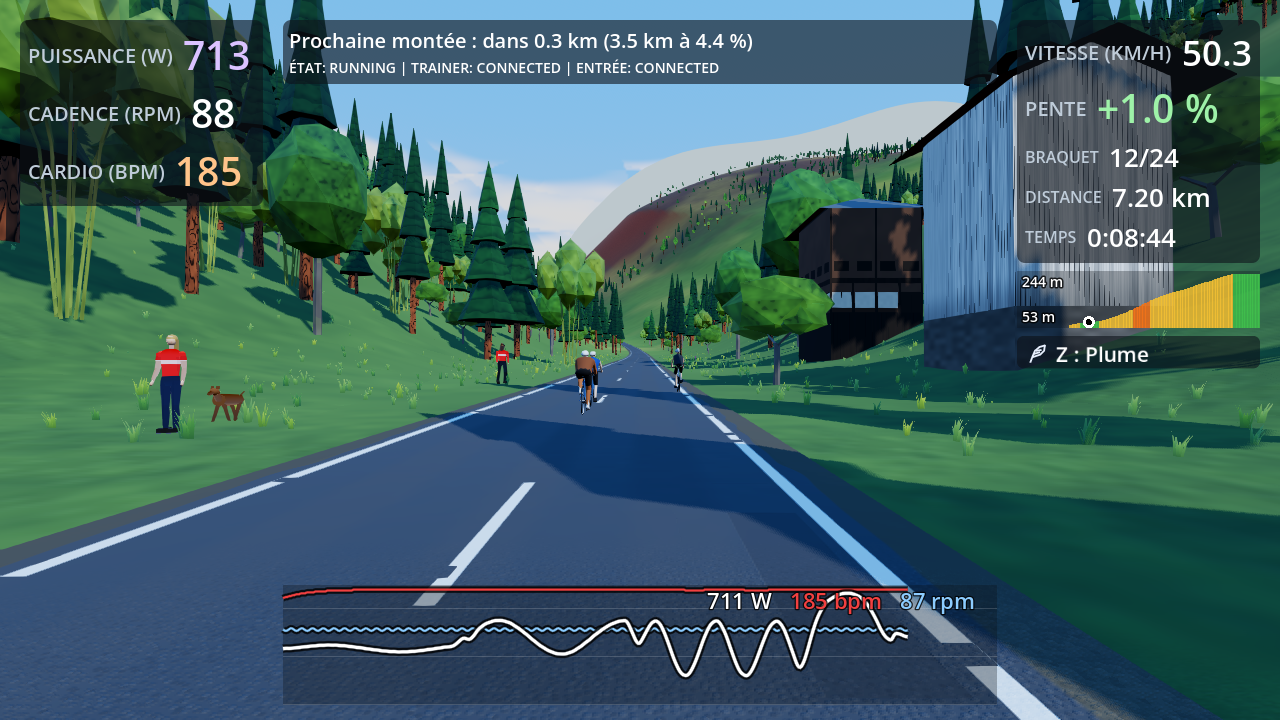 PUISSANCE (W) 713
CADENCE (RPM) 88
CARDIO (BPM) 185
Prochaine montée : dans 0.3 km (3.5 km à 4.4 %)
ÉTAT: RUNNING | TRAINER: CONNECTED | ENTRÉE: CONNECTED
VITESSE (KM/H) 50.3
PENTE +1.0 %
BRAQUET 12/24
DISTANCE 7.20 km
TEMPS 0:08:44
244 m
53 m
Z : Plume
711 W 185 bpm 87 rpm